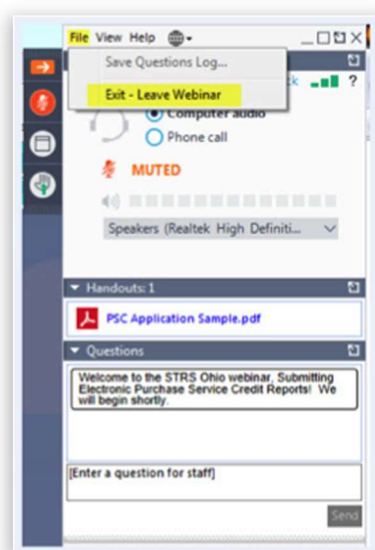 File View Help
Save Questions Log...
?
Exit - Leave Webinar
Computer audio
Phone call
MUTED
Speakers (Realtek High Definiti...
Handouts: 1
PSC Application Sample.pdf
Questions
Welcome to the STRS Ohio webinar, Submitting
Electronic Purchase Service Credit Reports! We
will begin shortly.
[Enter a question for staff]
Send